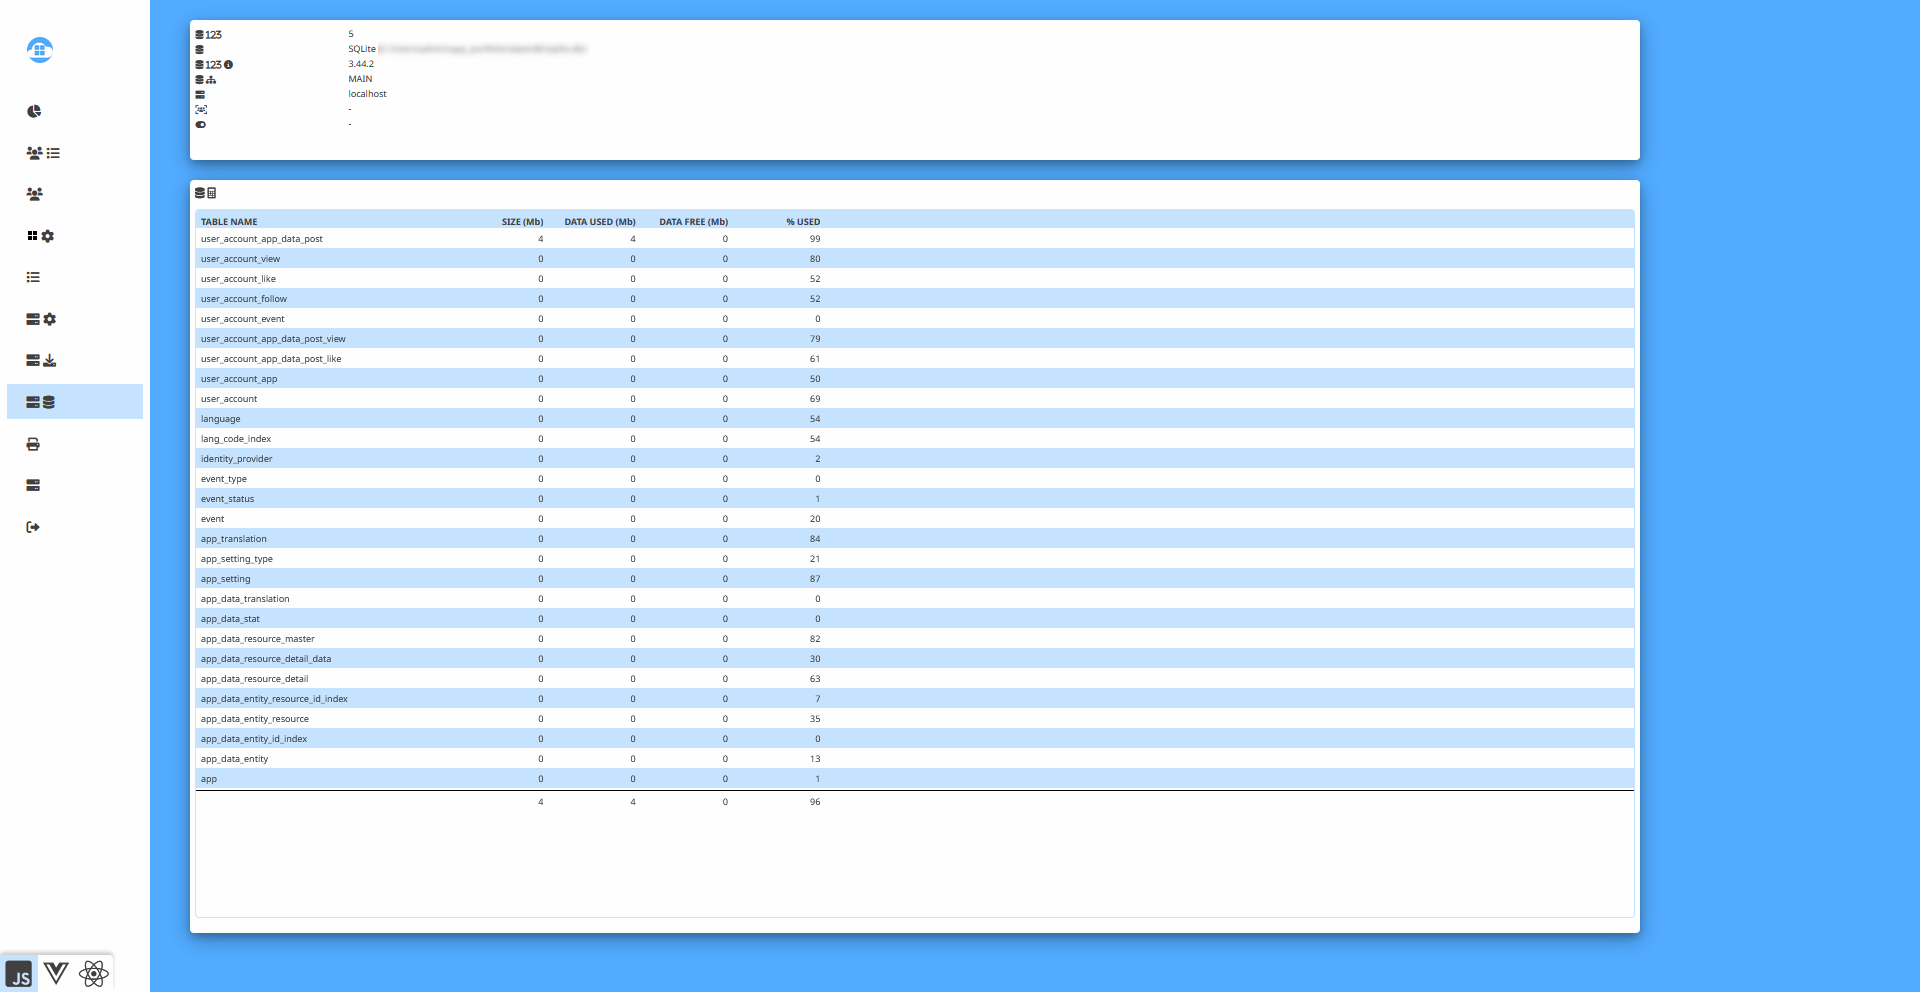 123 5
SQLite
123 3.44.2
MAIN
localhost
-
-
TABLE NAME SIZE (Mb) DATA USED (Mb) DATA FREE (Mb) % USED
user_account_app_data_post 4 4 0 99
user_account_view 0 0 0 80
user_account_like 0 0 0 52
user_account_follow 0 0 0 52
user_account_event 0 0 0 0
user_account_app_data_post_view 0 0 0 79
user_account_app_data_post_like 0 0 0 61
user_account_app 0 0 0 50
user_account 0 0 0 69
language 0 0 0 54
lang_code_index 0 0 0 54
identity_provider 0 0 0 2
event_type 0 0 0 0
event_status 0 0 0 1
event 0 0 0 20
app_translation 0 0 0 84
app_setting_type 0 0 0 21
app_setting 0 0 0 87
app_data_translation 0 0 0 0
app_data_stat 0 0 0 0
app_data_resource_master 0 0 0 82
app_data_resource_detail_data 0 0 0 30
app_data_resource_detail 0 0 0 63
app_data_entity_resource_id_index 0 0 0 7
app_data_entity_resource 0 0 0 35
app_data_entity_id_index 0 0 0 0
app_data_entity 0 0 0 13
app 0 0 0 1
4 4 0 96
JS